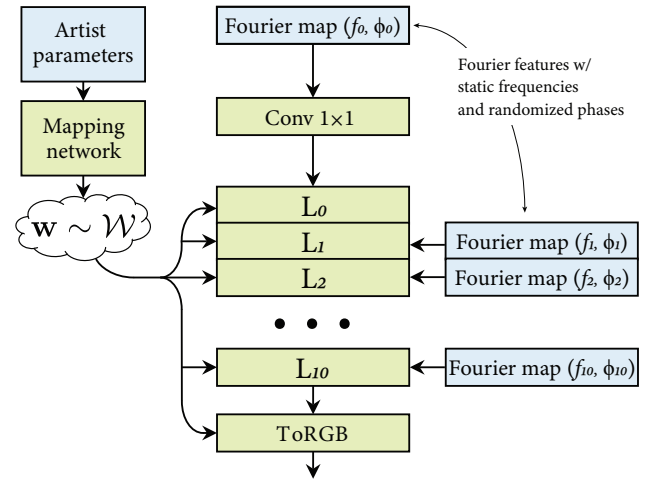 Artist
parameters
Mapping
network
w ~ 𝒲
Fourier map (f₀, ϕ₀)
Fourier features w/
static frequencies
and randomized phases
Conv 1×1
L₀
L₁
L₂
Fourier map (f₁, ϕ₁)
Fourier map (f₂, ϕ₂)
• • •
L₁₀
Fourier map (f₁₀, ϕ₁₀)
ToRGB